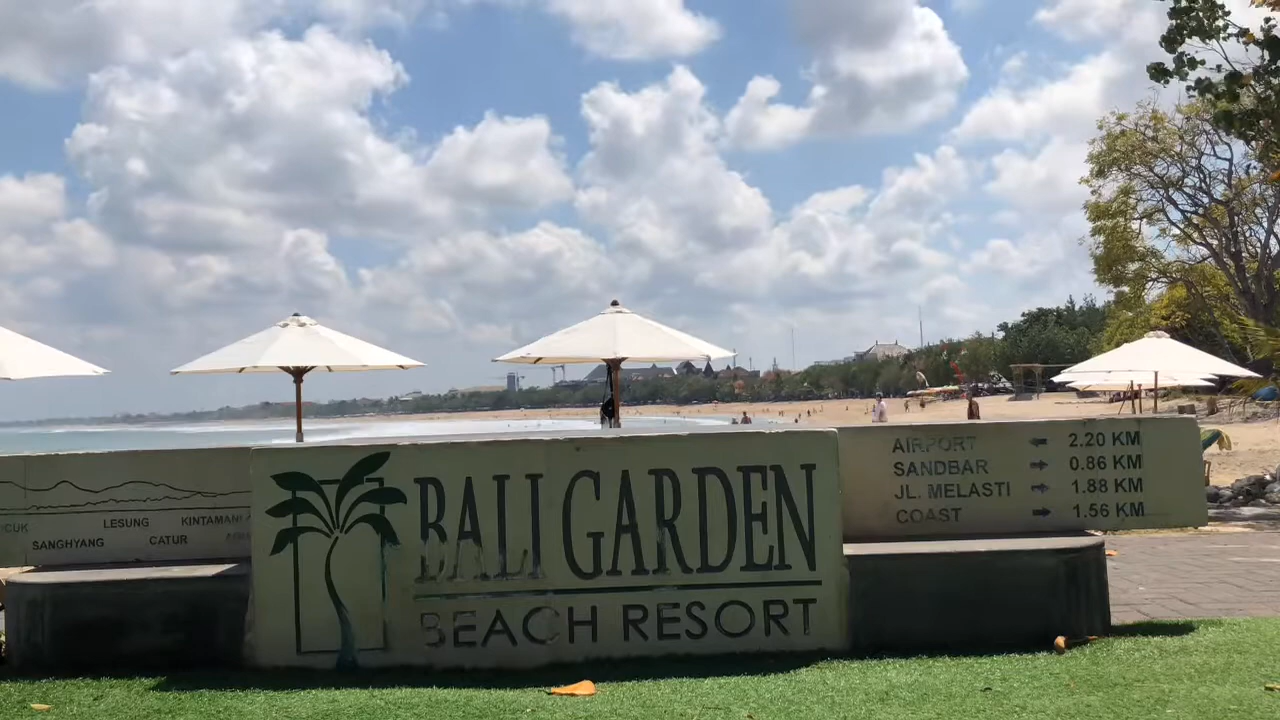 BALI GARDEN
BEACH RESORT
AIRPORT 2.20 KM
SANDBAR 0.86 KM
JL. MELASTI 1.88 KM
COAST 1.56 KM
LESUNG KINTAMANI
SANGHYANG CATUR